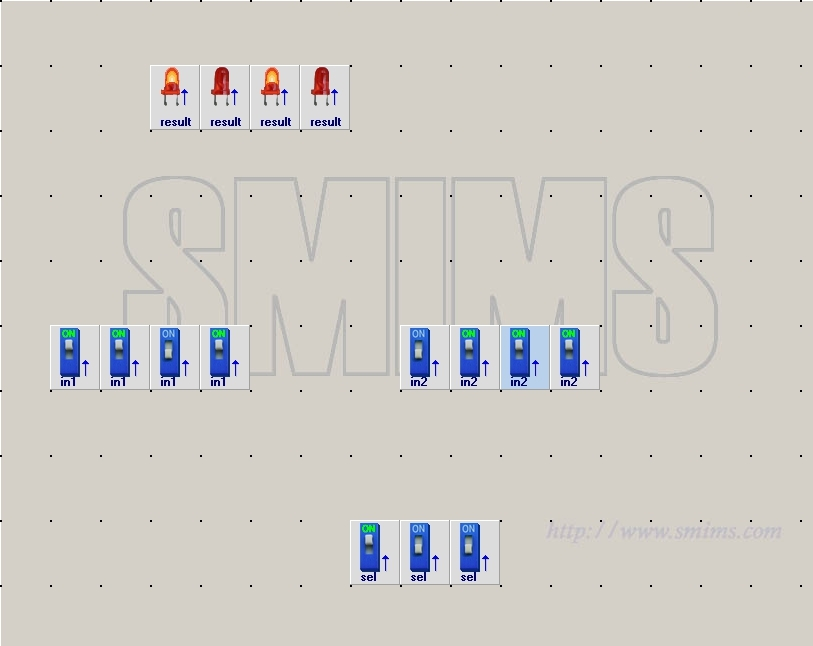 result result result result
SMIMS
ON ON ON ON ON ON ON ON
in1 in1 in1 in1 in2 in2 in2 in2
ON ON ON
http://www.smims.com
sel sel sel